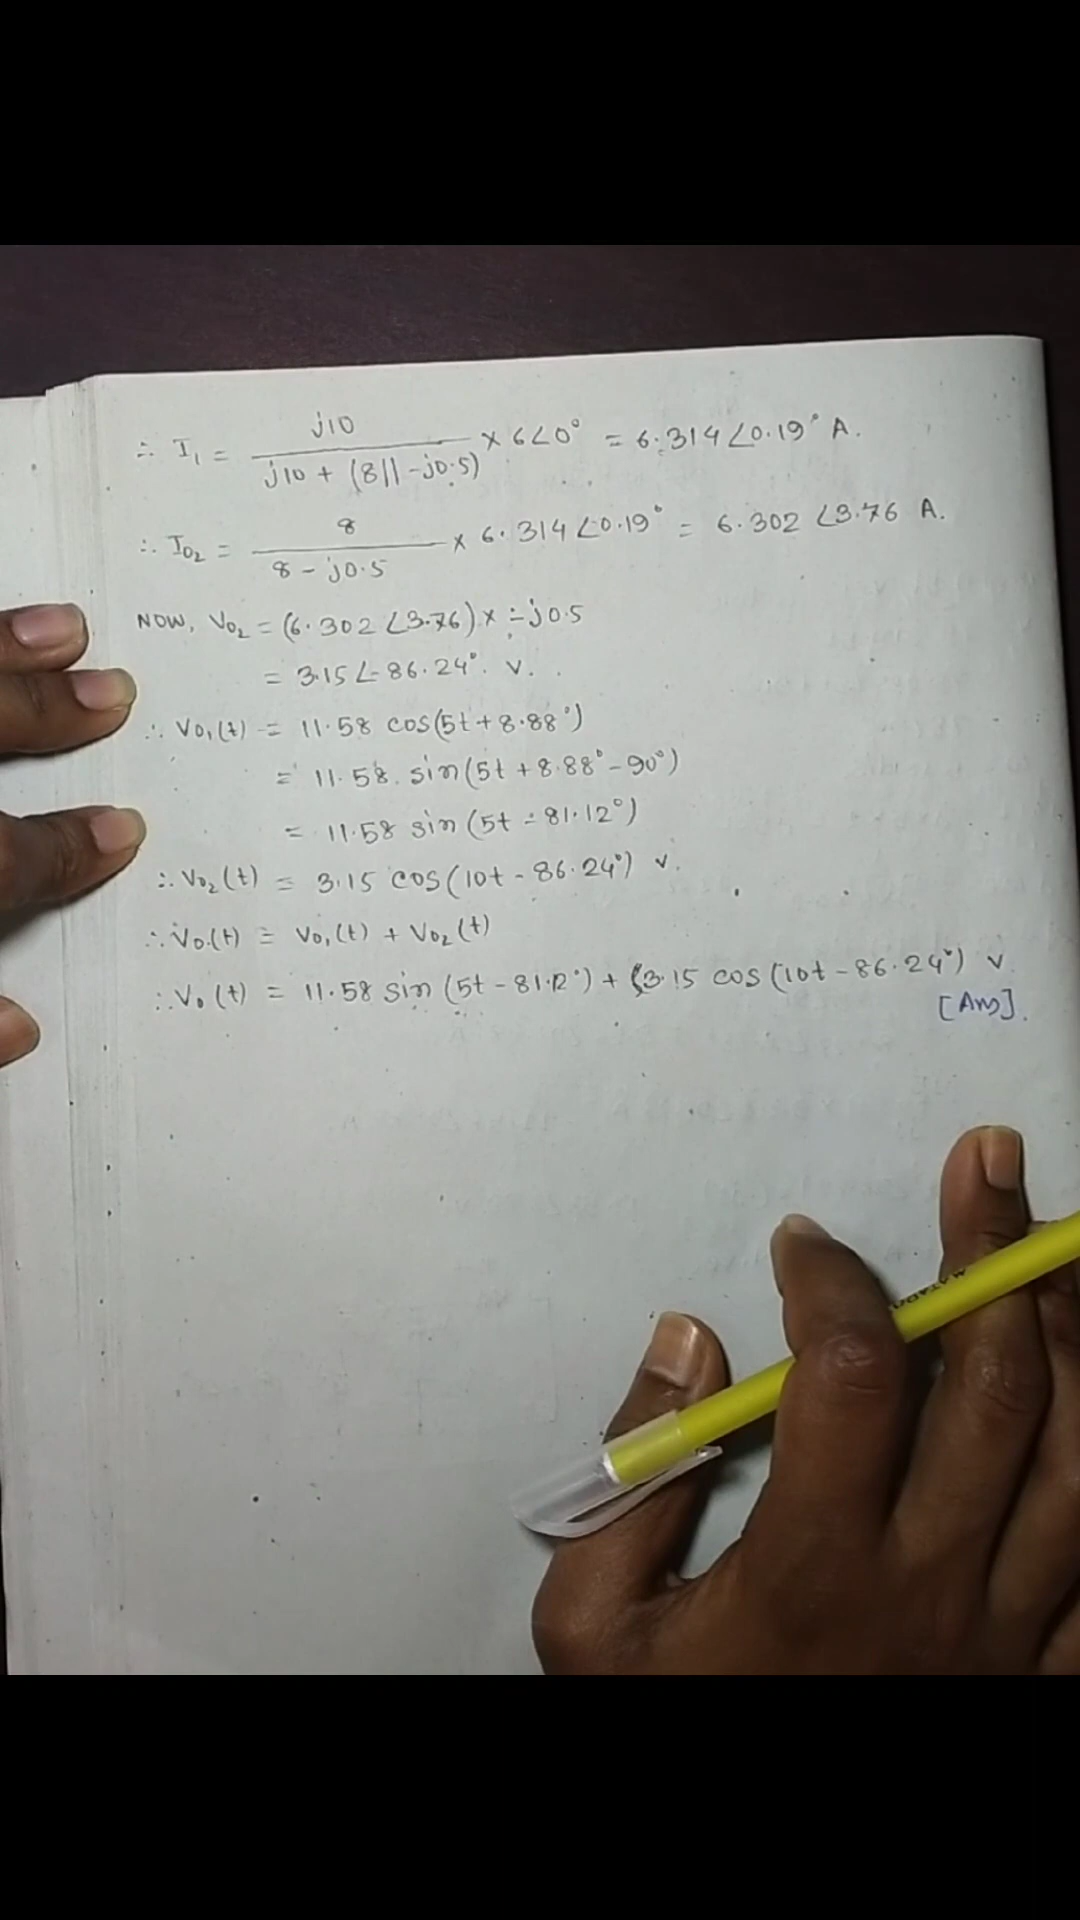 ∴ I₁ = j10 / (j10 + (8||-j0.5)) × 6∠0° = 6.314∠0.19° A.
∴ I₀₂ = 8 / (8 - j0.5) × 6.314∠0.19° = 6.302 ∠3.76 A.
NOW, V₀₂ = (6.302 ∠3.76) × -j0.5
= 3.15∠-86.24°. V.
∴ V₀₁(t) = 11.58 cos(5t + 8.88°)
= 11.58. sin(5t + 8.88° - 90°)
= 11.58 sin(5t - 81.12°)
∴ V₀₂(t) = 3.15 cos(10t - 86.24°) V.
∴ V₀(t) = V₀₁(t) + V₀₂(t)
∴ V₀(t) = 11.58 sin(5t - 81.12°) + (3.15 cos(10t - 86.24°) V
[Ans].